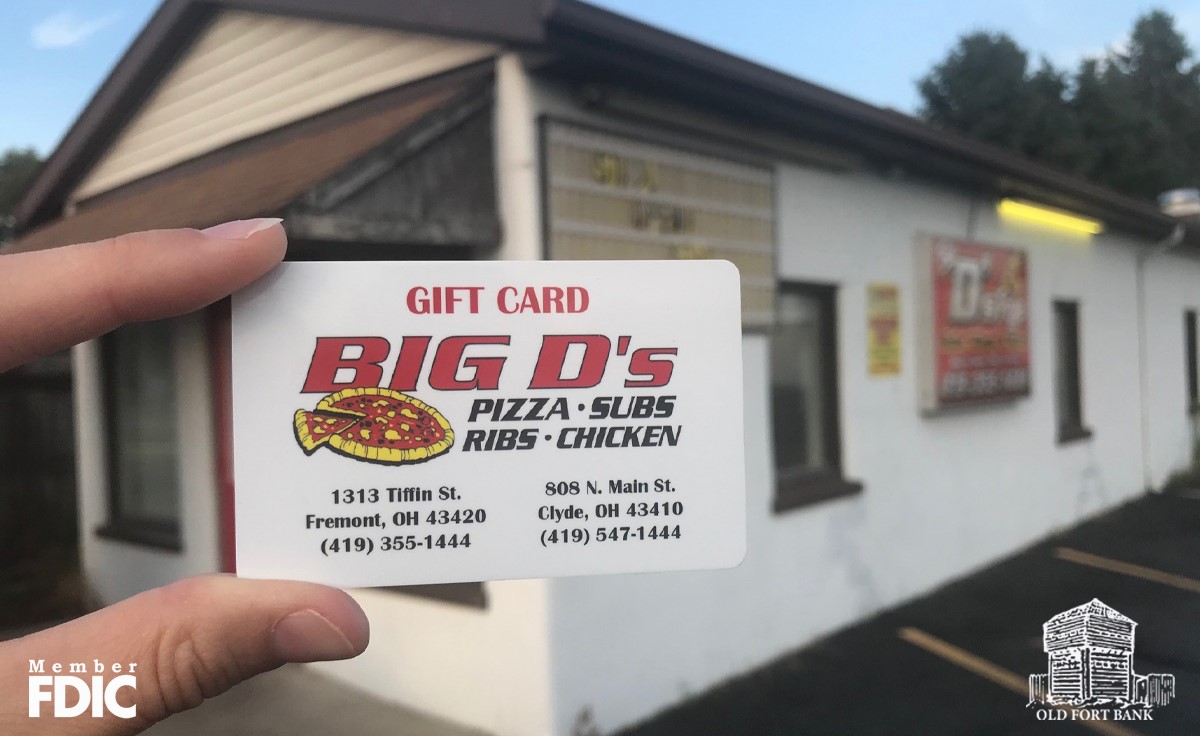 GIFT CARD
BIG D's
PIZZA · SUBS
RIBS · CHICKEN
1313 Tiffin St.
Fremont, OH 43420
(419) 355-1444
808 N. Main St.
Clyde, OH 43410
(419) 547-1444
"D"
Member
FDIC
OLD FORT BANK